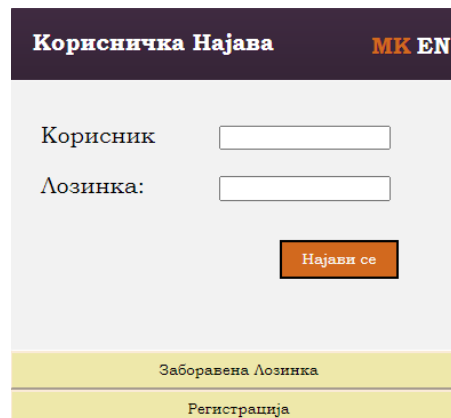 Корисничка Најава MK EN
Корисник
Лозинка:
Најави се
Заборавена Лозинка
Регистрација